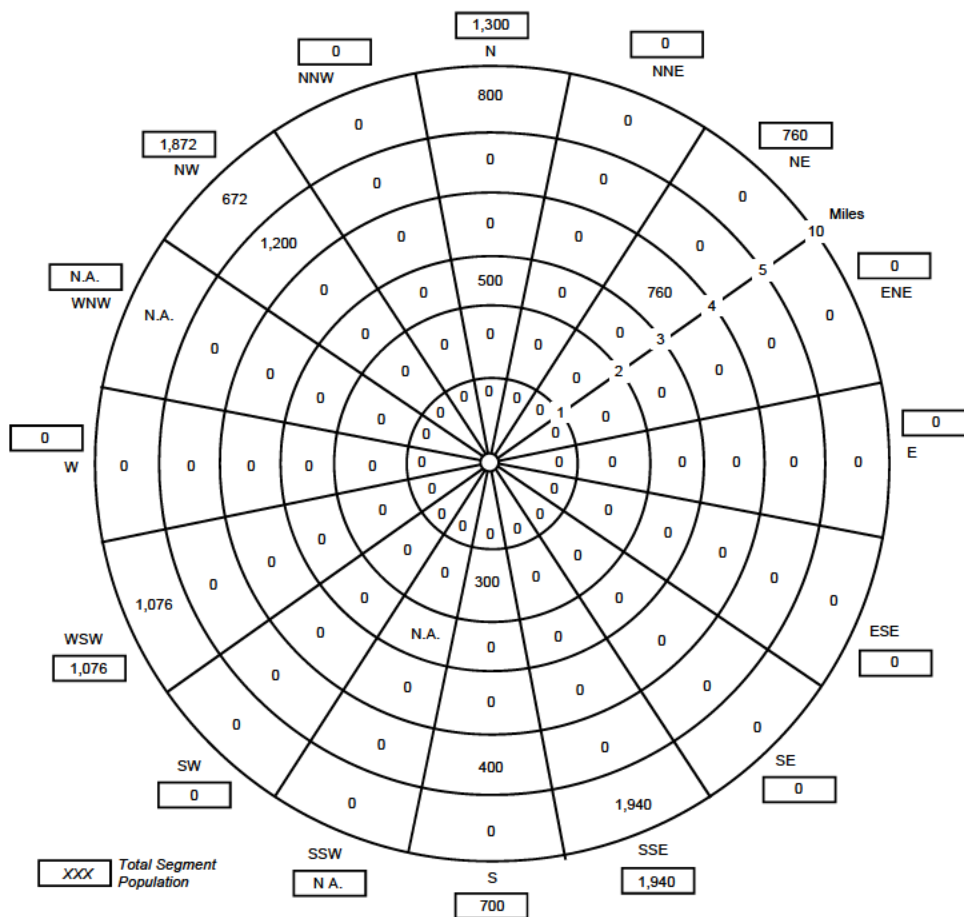 1,300
0 N 0
NNW NNE
800
0 0
760
1,872 NE
NW 0
0 0
672 0
Miles
0 10
0 0
1,200 0
N.A. 5 0
WNW 0 0 500 0 760 4 ENE
N.A. 0
0 0 0 0 0 3
0 0
0 0 0 2 0
0 0 0 0 0
0 0 1 0
0 0 0
0 0
W 0 0 0 0 0 0 0 0 0 0 0 0 E
0 0
0 0 0 0
0 0 0 0 0 0
0 0 0 0 0
0 0 0 0
0 0 300 0 0
1,076 0 0
0 N.A. 0 0
WSW 0 0 ESE
1,076 0
0 0 0 0
0 0
0 0 0
0 0
SW 400 SE
0 0
0 1,940
0
SSW SSE
XXX Total Segment
Population
N A. S 1,940
700